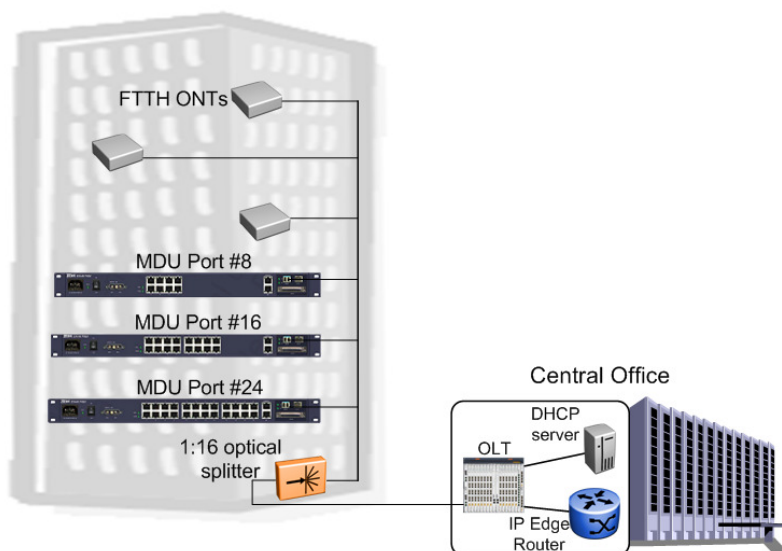 FTTH ONTs
MDU Port #8
MDU Port #16
MDU Port #24
1:16 optical
splitter
Central Office
DHCP
server
OLT
IP Edge
Router